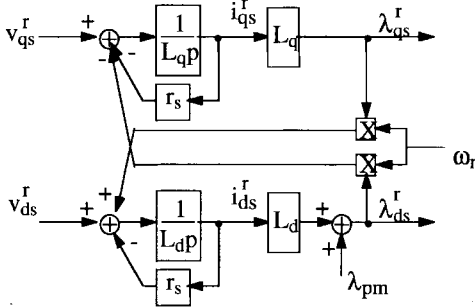 v_qs^r + - - 1/(L_q p) i_qs^r L_q λ_qs^r
r_s
X
X ω_r
v_ds^r + + - 1/(L_d p) i_ds^r L_d + + λ_ds^r
r_s
λ_pm